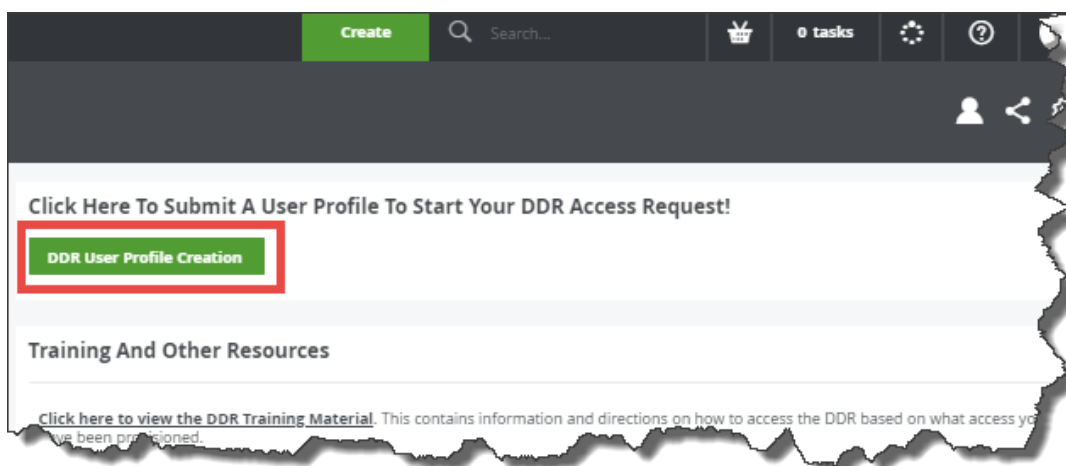 Create
Search...
0 tasks
Click Here To Submit A User Profile To Start Your DDR Access Request!
DDR User Profile Creation
Training And Other Resources
Click here to view the DDR Training Material. This contains information and directions on how to access the DDR based on what access
been provisioned.